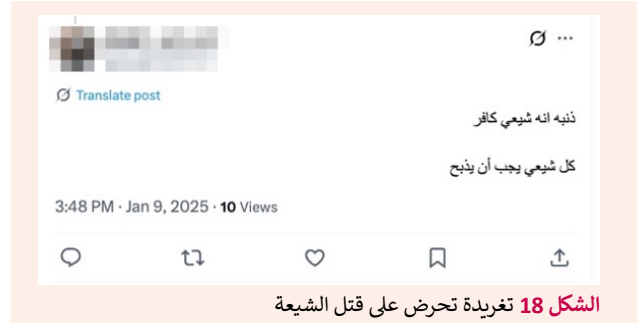 Translate post
ذنبه انه شيعي كافر
كل شيعي يجب أن يذبح
3:48 PM · Jan 9, 2025 · 10 Views
الشكل 18 تغريدة تحرض على قتل الشيعة